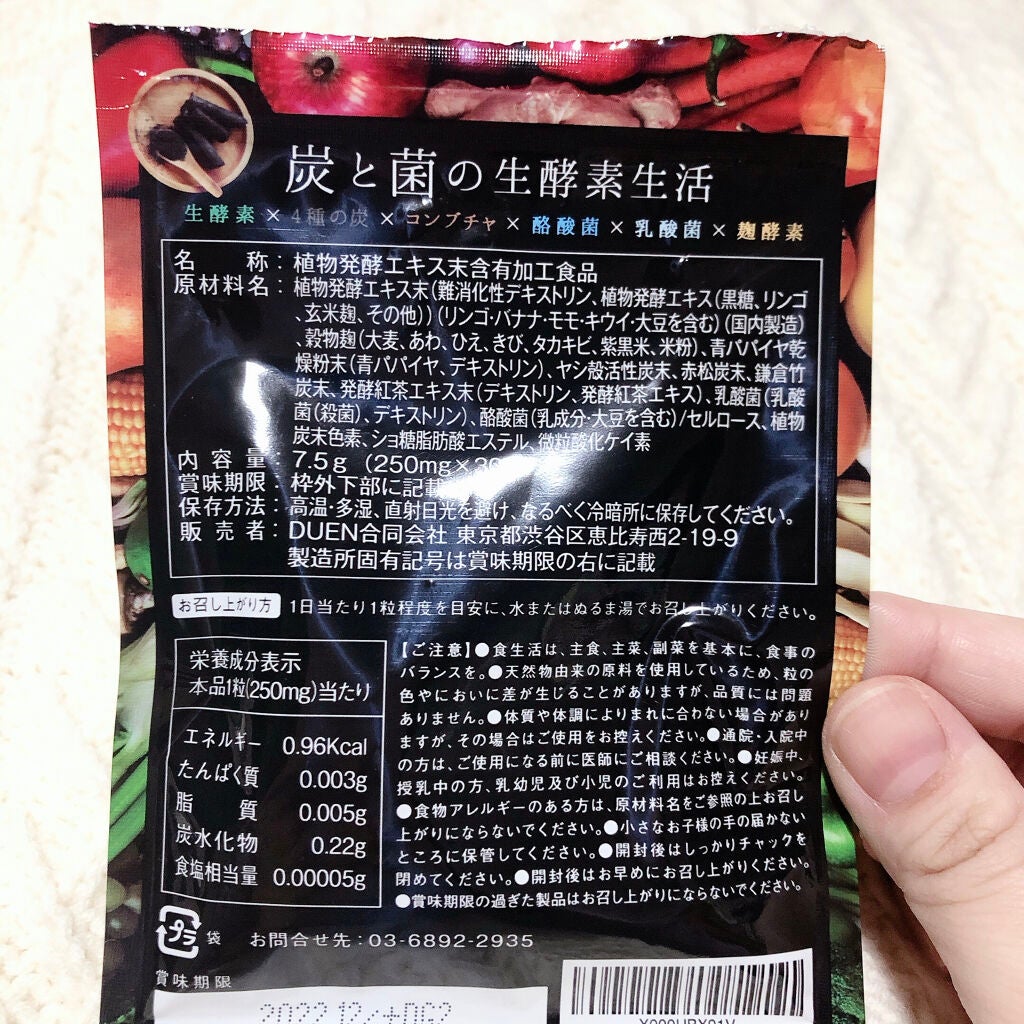 炭と菌の生酵素生活
生酵素×4種の炭×コンブチャ×酪酸菌×乳酸菌×麹酵素
名称：植物発酵エキス末含有加工食品
原材料名：植物発酵エキス末（難消化性デキストリン、植物発酵エキス（黒糖、リンゴ
、玄米麹、その他））（リンゴ・バナナ・モモ・キウイ・大豆を含む）（国内製造）
、穀物麹（大麦、あわ、ひえ、きび、タカキビ、紫黒米、米粉）、青パパイヤ乾
燥粉末（青パパイヤ、デキストリン）、ヤシ殻活性炭末、赤松炭末、鎌倉竹
炭末、発酵紅茶エキス末（デキストリン、発酵紅茶エキス）、乳酸菌（乳酸
菌（殺菌）、デキストリン）、酪酸菌（乳成分・大豆を含む）/セルロース、植物
炭末色素、ショ糖脂肪酸エステル、微粒酸化ケイ素
内容量：7.5g（250mg×30
賞味期限：枠外下部に記載
保存方法：高温・多湿、直射日光を避け、なるべく冷暗所に保存してください。
販売者：DUEN合同会社 東京都渋谷区恵比寿西2-19-9
製造所固有記号は賞味期限の右に記載
お召し上がり方 1日当たり1粒程度を目安に、水またはぬるま湯でお召し上がりください。
栄養成分表示
本品1粒(250mg)当たり
エネルギー 0.96Kcal
たんぱく質 0.003g
脂質 0.005g
炭水化物 0.22g
食塩相当量 0.00005g
【ご注意】●食生活は、主食、主菜、副菜を基本に、食事の
バランスを。●天然物由来の原料を使用しているため、粒の
色やにおいに差が生じることがありますが、品質には問題
ありません。●体質や体調によりまれに合わない場合があり
ますが、その場合はご使用をお控えください。●通院・入院中
の方は、ご使用になる前に医師にご相談ください。●妊娠中、
授乳中の方、乳幼児及び小児のご利用はお控えください。
●食物アレルギーのある方は、原材料名をご参照の上お召し
上がりにならないでください。●小さなお子様の手の届かない
ところに保管してください。●開封後はしっかりチャックを
閉めてください。●開封後はお早めにお召し上がりください。
●賞味期限の過ぎた製品はお召し上がりにならないでください。
プラ 袋 お問合せ先：03-6892-2935
賞味期限
2022.12/+DG2